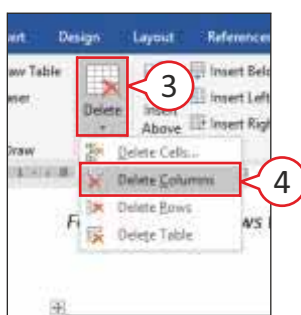 Design Layout References
Table
Insert Below
3
Delete
Insert Left
Insert
Above
Insert Right
Draw
Delete Cells...
Delete Columns
4
Delete Rows
Delete Table